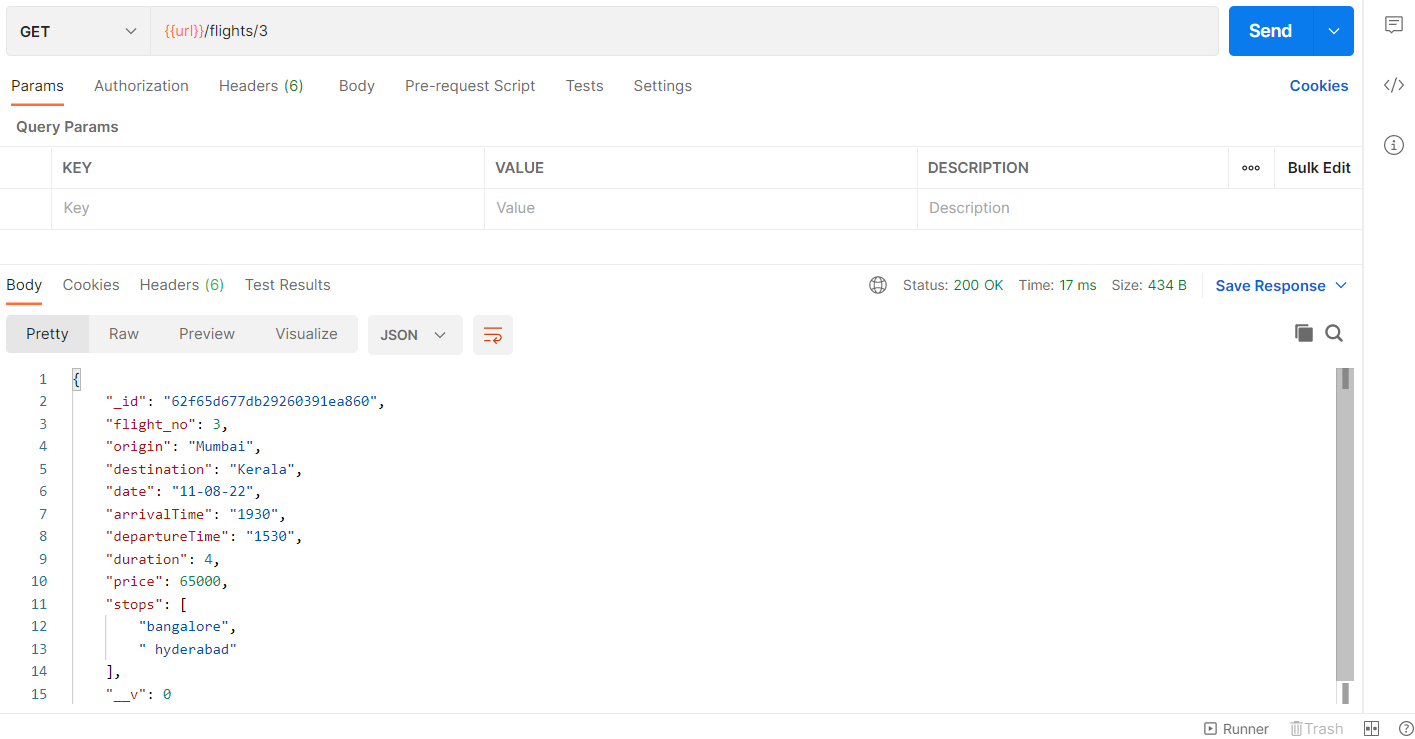 GET {{url}}/flights/3 Send
Params Authorization Headers (6) Body Pre-request Script Tests Settings Cookies
Query Params
KEY VALUE DESCRIPTION ooo Bulk Edit
Key Value Description
Body Cookies Headers (6) Test Results Status: 200 OK Time: 17 ms Size: 434 B Save Response
Pretty Raw Preview Visualize JSON
1 {
2 "_id": "62f65d677db29260391ea860",
3 "flight_no": 3,
4 "origin": "Mumbai",
5 "destination": "Kerala",
6 "date": "11-08-22",
7 "arrivalTime": "1930",
8 "departureTime": "1530",
9 "duration": 4,
10 "price": 65000,
11 "stops": [
12 "bangalore",
13 " hyderabad"
14 ],
15 "__v": 0
Runner Trash